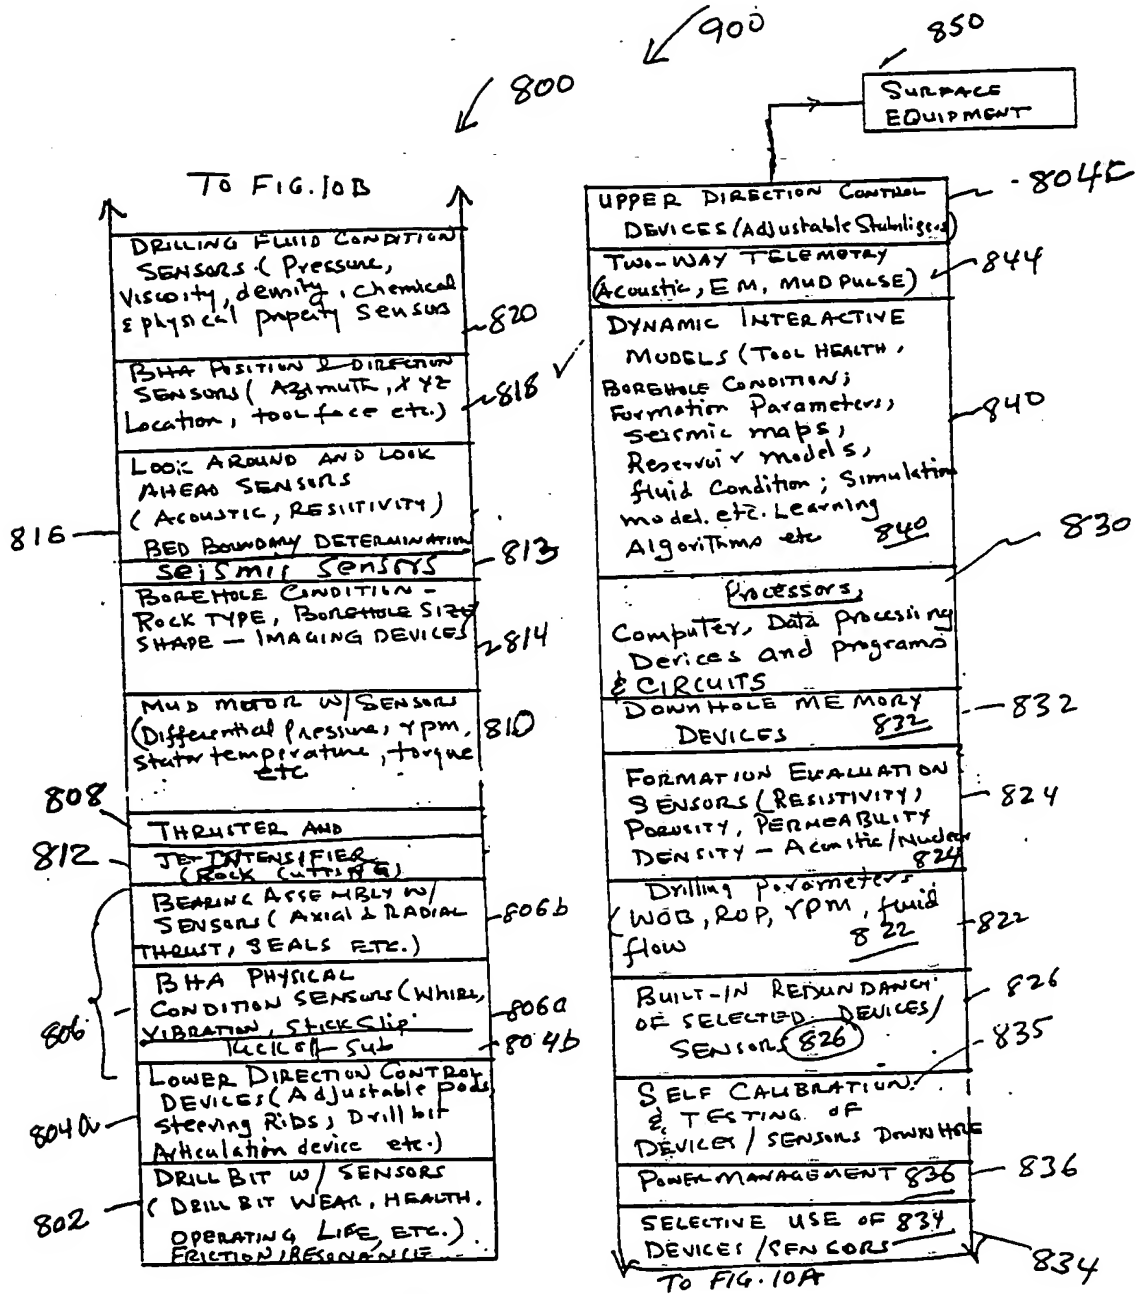 900
850
800
SURFACE
EQUIPMENT
TO FIG. 10B
DRILLING FLUID CONDITION
SENSORS (Pressure,
Viscosity, density, chemical
& physical property Sensors
820
BHA POSITION & DIRECTION
SENSORS (Azimuth, XYZ
Location, tool face etc.)
818
LOOK AROUND AND LOOK
AHEAD SENSORS
(ACOUSTIC, RESISTIVITY)
BED BOUNDARY DETERMINATION
816
Seismic Sensors
813
BOREHOLE CONDITION -
ROCK TYPE, BOREHOLE SIZE
SHAPE - IMAGING DEVICES
814
MUD MOTOR W/ SENSORS
(Differential Pressure, rpm,
stator temperature, torque
etc
810
808
THRUSTER AND
812
JET INTENSIFIER
(ROCK CUTTING)
BEARING ASSEMBLY W/
SENSORS (AXIAL & RADIAL
THRUST, SEALS ETC.)
806b
BHA PHYSICAL
CONDITION SENSORS (WHIRL,
VIBRATION, STICK SLIP
806
806a
KICK OFF SUB
804b
LOWER DIRECTION CONTROL
DEVICES (Adjustable pads,
steering Ribs, Drill bit
Articulation device etc.)
804a
DRILL BIT W/ SENSORS
(DRILL BIT WEAR, HEALTH,
OPERATING LIFE, ETC.)
FRICTION, RESONANCE
802
UPPER DIRECTION CONTROL
DEVICES (Adjustable Stabilizers)
804c
TWO-WAY TELEMETRY
(Acoustic, EM, MUD PULSE)
844
DYNAMIC INTERACTIVE
MODELS (TOOL HEALTH,
BOREHOLE CONDITION;
Formation Parameters,
Seismic maps,
Reservoir models,
fluid Condition; Simulation
model. etc. Learning
Algorithms etc 840
840
830
Processors,
Computer, Data processing
Devices and programs
& CIRCUITS
DOWNHOLE MEMORY
DEVICES 832
832
FORMATION EVALUATION
SENSORS (RESISTIVITY,
POROSITY, PERMEABILITY
DENSITY - Acoustic/Nuclear
824
824
Drilling parameters
(WOB, ROP, rpm, fluid
flow 822
822
BUILT-IN REDUNDANCY
OF SELECTED DEVICES/
SENSORS 826
826
835
SELF CALIBRATION
& TESTING OF
DEVICES / SENSORS DOWNHOLE
POWER MANAGEMENT 836
836
SELECTIVE USE OF 834
DEVICES / SENSORS
834
TO FIG. 10A